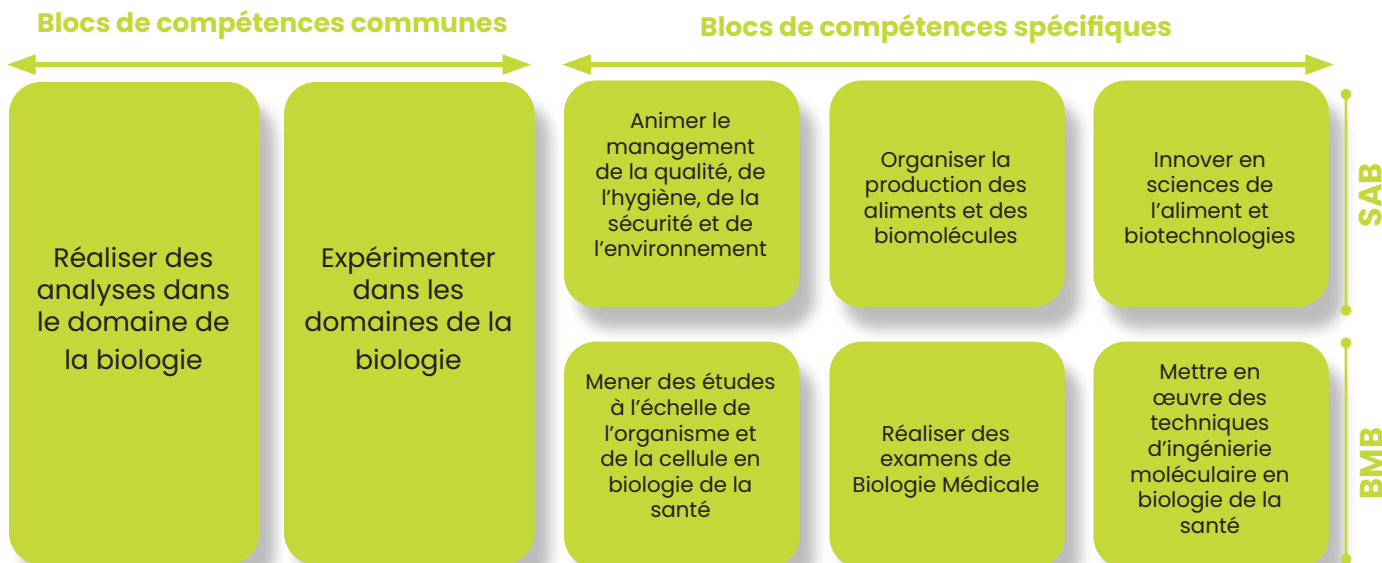 Blocs de compétences communes
Blocs de compétences spécifiques
Réaliser des
analyses dans
le domaine de
la biologie
Expérimenter
dans les
domaines de la
biologie
Animer le
management
de la qualité, de
l’hygiène, de la
sécurité et de
l’environnement
Organiser la
production des
aliments et des
biomolécules
Innover en
sciences de
l’aliment et
biotechnologies
SAB
Mener des études
à l’échelle de
l’organisme et
de la cellule en
biologie de la
santé
Réaliser des
examens de
Biologie Médicale
Mettre en
œuvre des
techniques
d’ingénierie
moléculaire en
biologie de la
santé
BMB